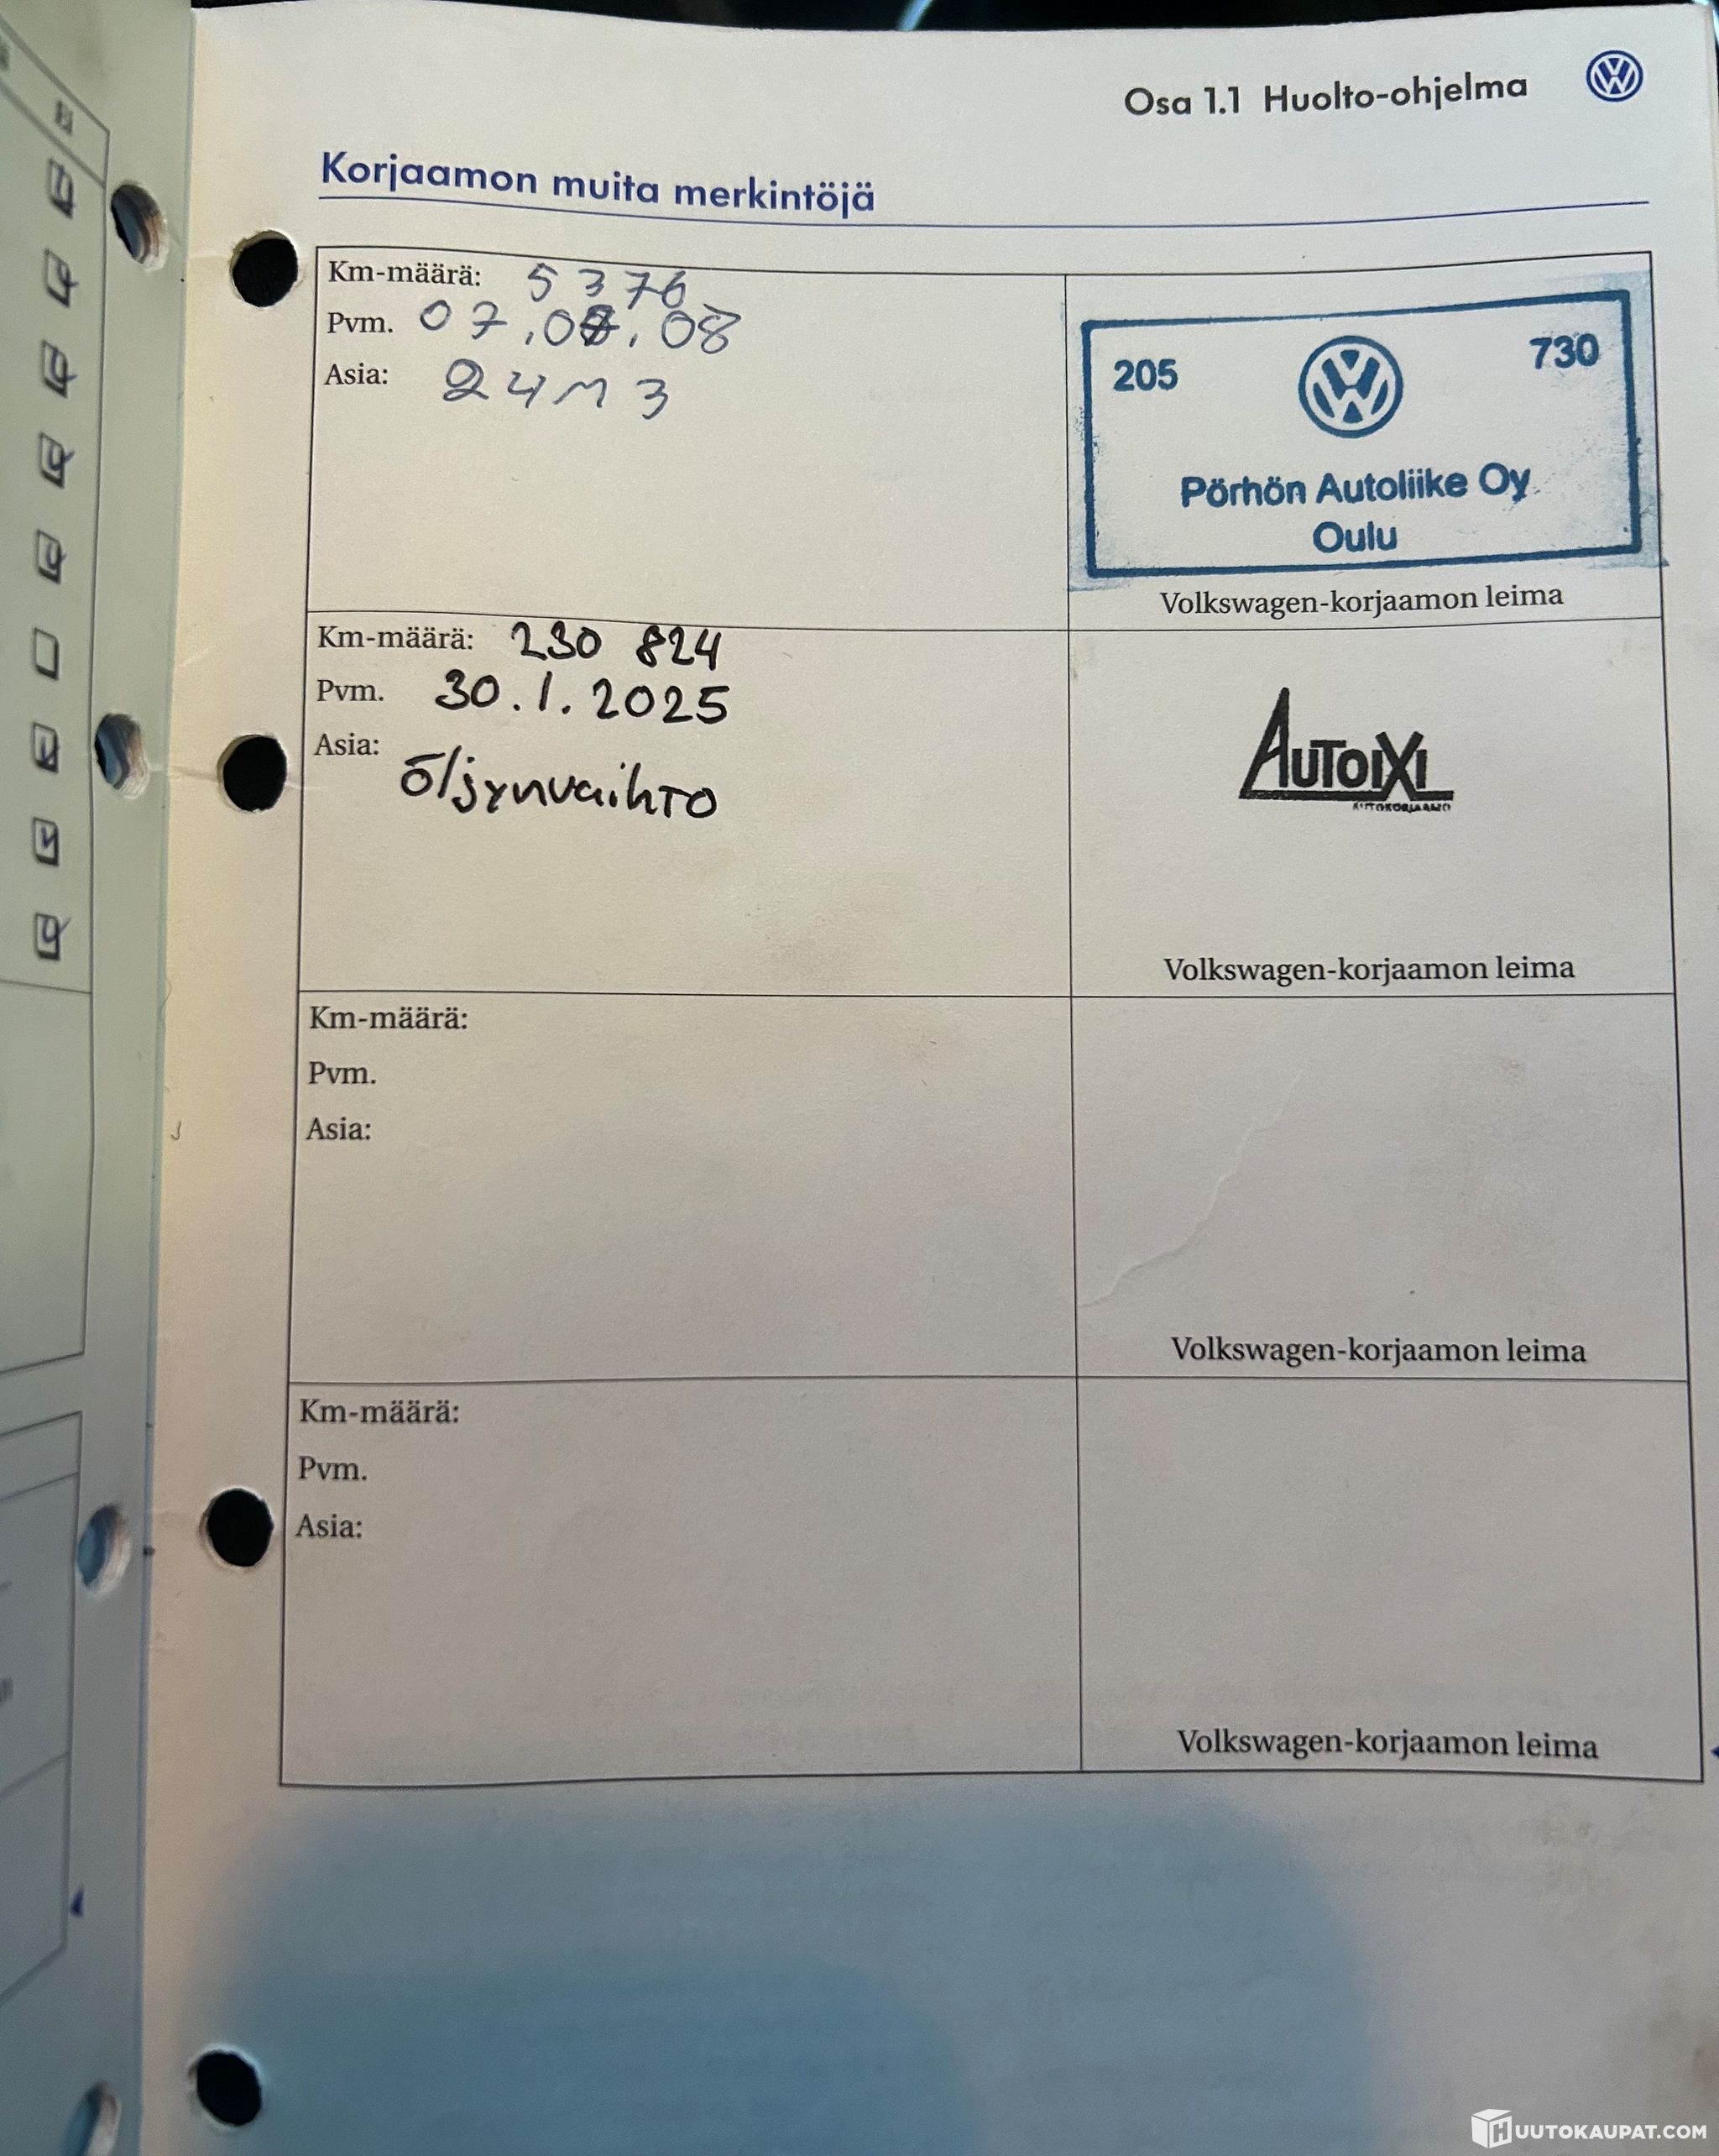 Osa 1.1 Huolto-ohjelma
Korjaamon muita merkintöjä
Km-määrä: 5376
Pvm. 07.08.08
Asia: 24M3
205 730
Pörhön Autoliike Oy
Oulu
Volkswagen-korjaamon leima
Km-määrä: 230 824
Pvm. 30.1.2025
Asia: öljynvaihto
AUTOIXI
AUTOKORJAAMO
Volkswagen-korjaamon leima
Km-määrä:
Pvm.
Asia:
Volkswagen-korjaamon leima
Km-määrä:
Pvm.
Asia:
Volkswagen-korjaamon leima
HUUTOKAUPAT.COM